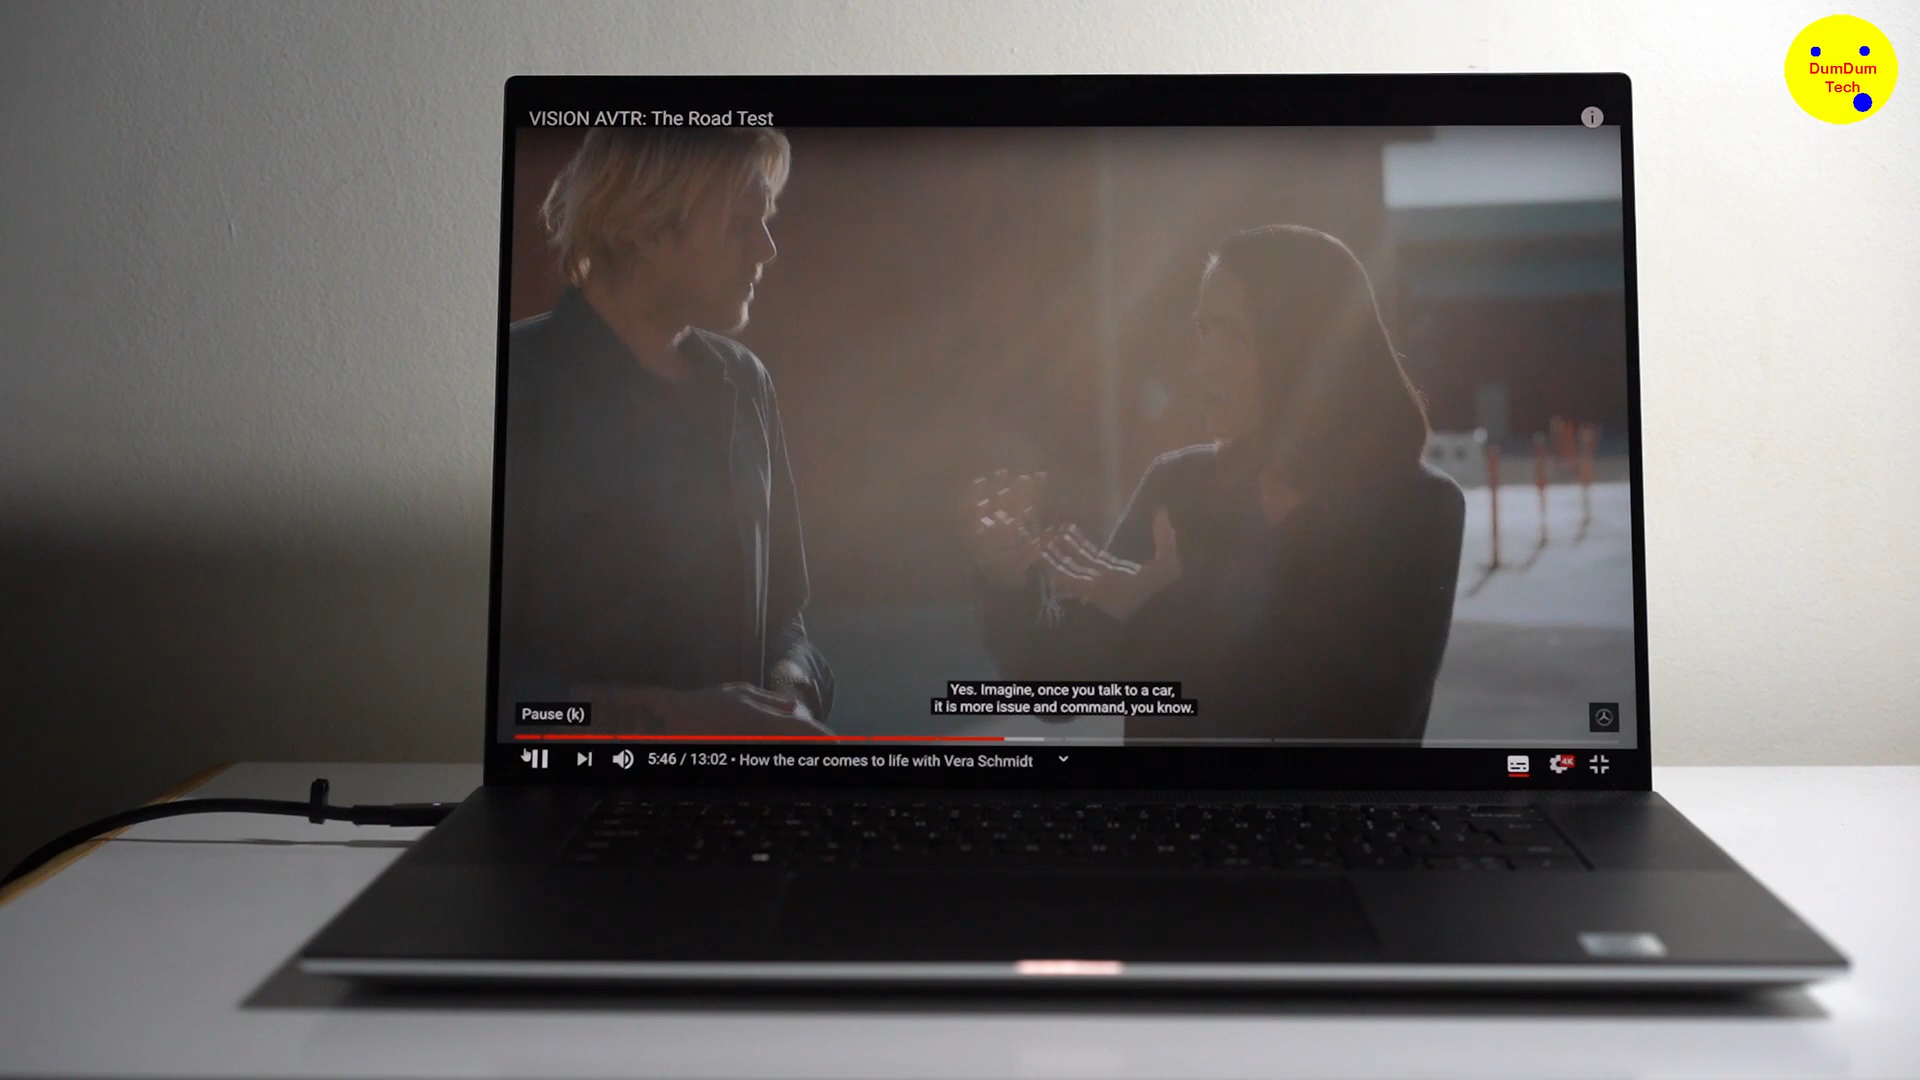 DumDum
Tech
VISION AVTR: The Road Test
Yes. Imagine, once you talk to a car,
it is more issue and command, you know.
Pause (k)
5:46 / 13:02 • How the car comes to life with Vera Schmidt
4K